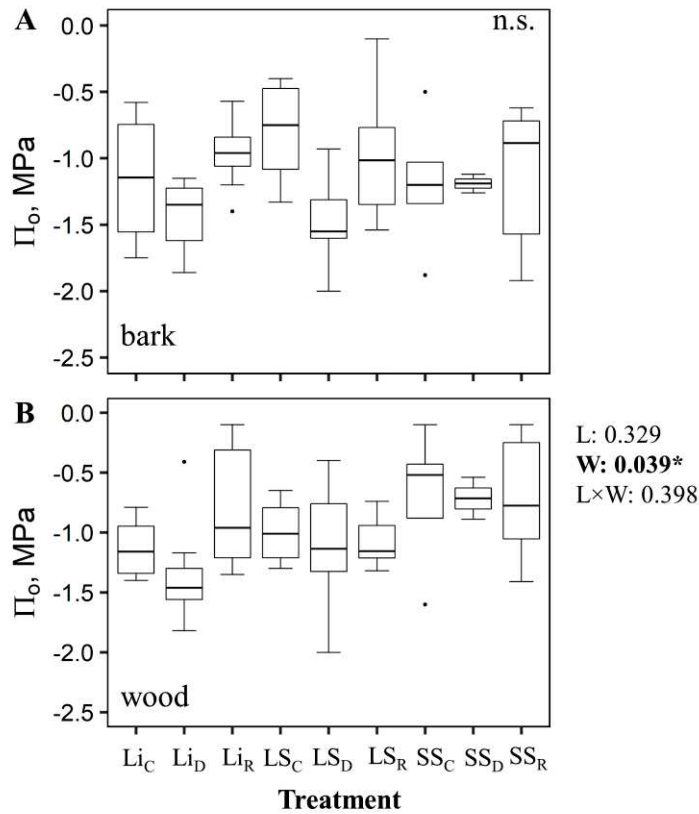 A
n.s.
0.0
-0.5
-1.0
-1.5
-2.0
-2.5
Πₒ, MPa
bark
B
0.0
-0.5
-1.0
-1.5
-2.0
-2.5
Πₒ, MPa
wood
L: 0.329
W: 0.039*
L×W: 0.398
Li_C Li_D Li_R LS_C LS_D LS_R SS_C SS_D SS_R
Treatment